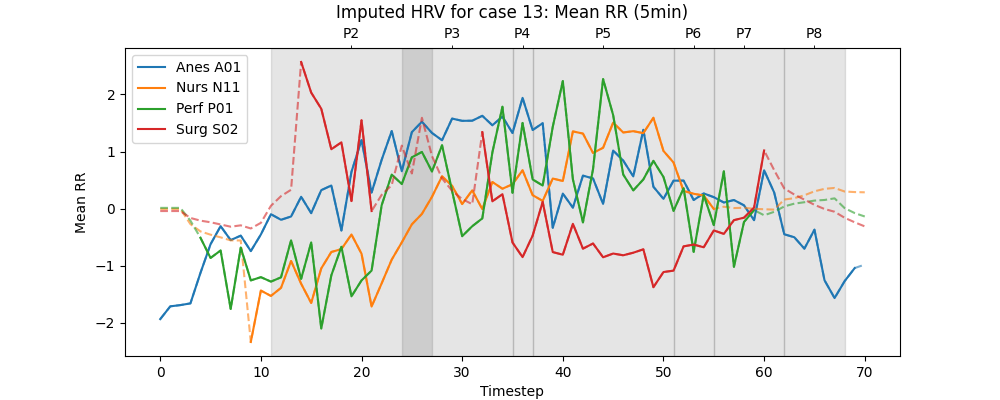 Imputed HRV for case 13: Mean RR (5min)
P2 P3 P4 P5 P6 P7 P8
Anes A01
Nurs N11
Perf P01
Surg S02
Mean RR
2
1
0
−1
−2
0 10 20 30 40 50 60 70
Timestep